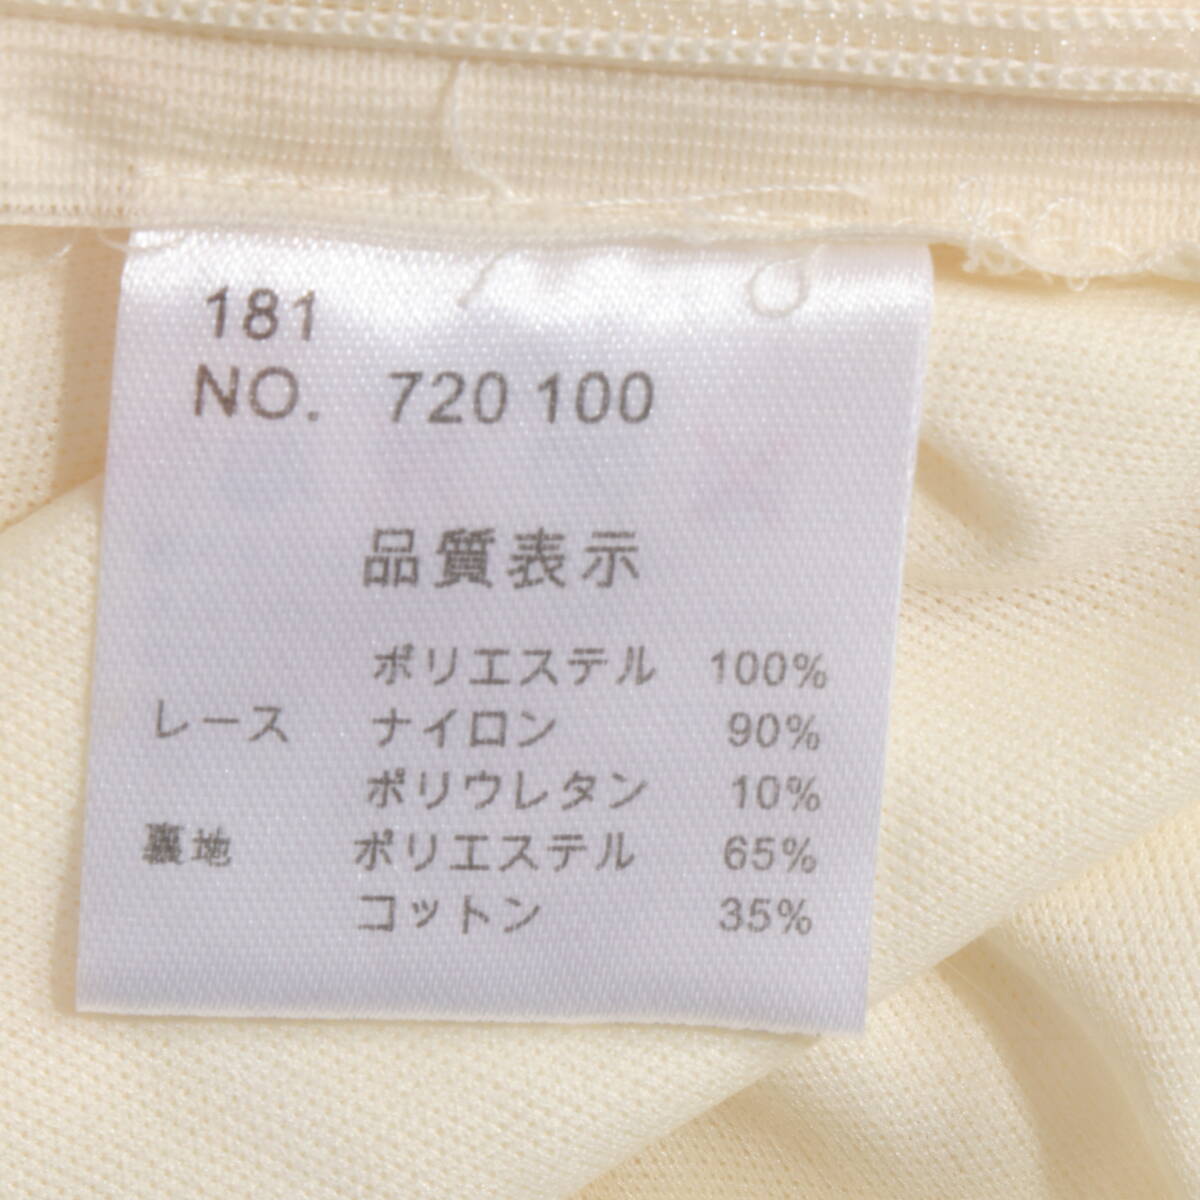 181
NO. 720 100
品質表示
ポリエステル 100%
レース ナイロン 90%
ポリウレタン 10%
裏地 ポリエステル 65%
コットン 35%